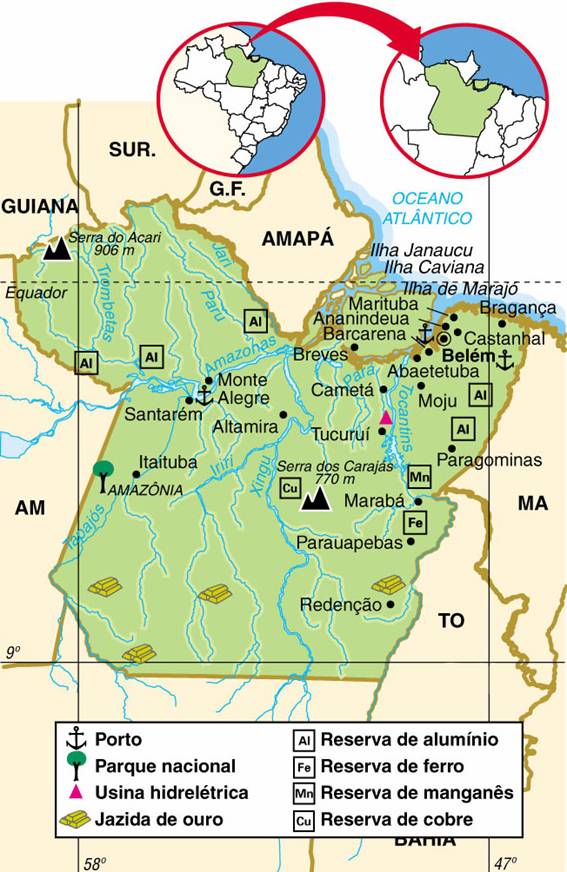 SUR.
G.F.
GUIANA
OCEANO
ATLÂNTICO
AMAPÁ
Serra do Acari
906 m
Jari
Ilha Janaucu
Ilha Caviana
Equador
Trombetas
Paru
Ilha de Marajó
Marituba
Bragança
Ananindeua
Al
Barcarena
Castanhal
Amazonas
Breves
Belém
Al
Al
Abaetetuba
Pará
Monte
Alegre
Cametá
Moju
Al
Santarém
Altamira
Tocantins
Tucuruí
Al
Itaituba
Iriri
Xingu
Serra dos Carajás
770 m
Paragominas
Mn
AMAZÔNIA
Cu
AM
Marabá
MA
Tapajós
Fe
Parauapebas
Redenção
TO
9º
Porto
Parque nacional
Usina hidrelétrica
Jazida de ouro
Al Reserva de alumínio
Fe Reserva de ferro
Mn Reserva de manganês
Cu Reserva de cobre
BAHIA
58º
47º